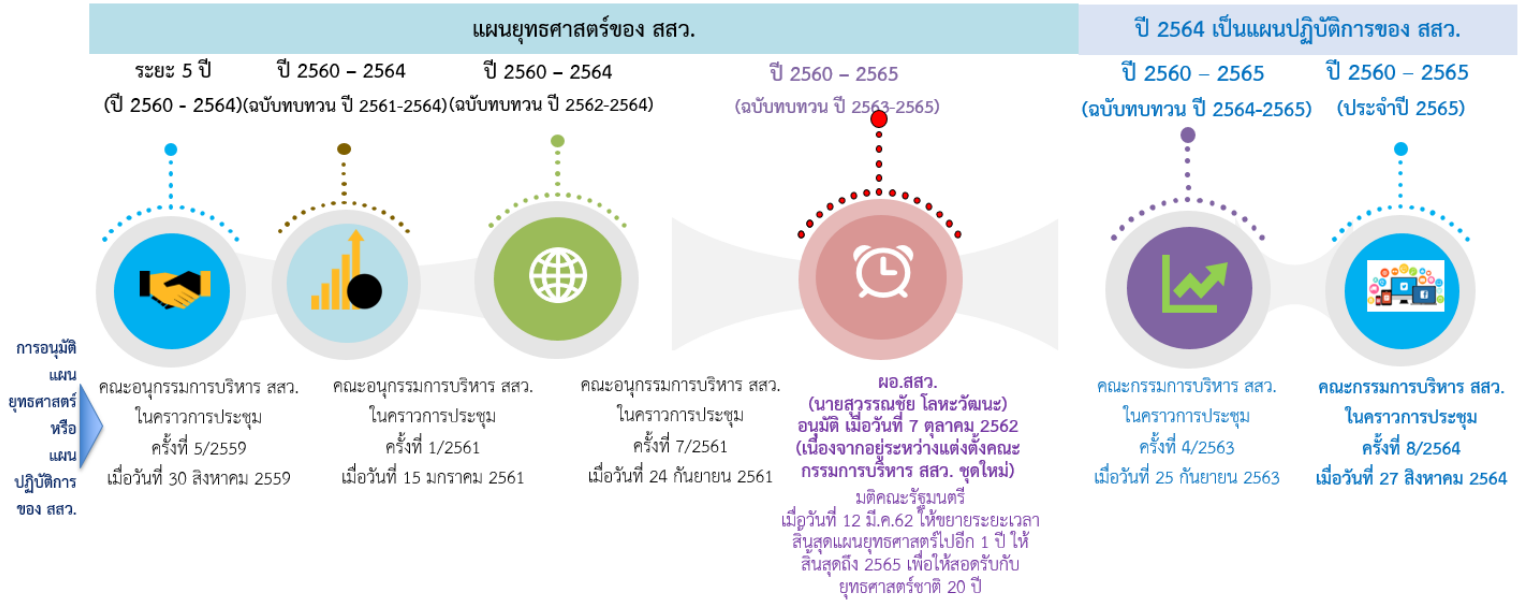 แผนยุทธศาสตร์ของ สสว.
ปี 2564 เป็นแผนปฏิบัติการของ สสว.
ระยะ 5 ปี
(ปี 2560 - 2564)
ปี 2560 – 2564
(ฉบับทบทวน ปี 2561-2564)
ปี 2560 – 2564
(ฉบับทบทวน ปี 2562-2564)
ปี 2560 – 2565
(ฉบับทบทวน ปี 2563-2565)
ปี 2560 – 2565
(ฉบับทบทวน ปี 2564-2565)
ปี 2560 – 2565
(ประจำปี 2565)
การอนุมัติ
แผน
ยุทธศาสตร์
หรือ
แผน
ปฏิบัติการ
ของ สสว.
คณะอนุกรรมการบริหาร สสว.
ในคราวการประชุม
ครั้งที่ 5/2559
เมื่อวันที่ 30 สิงหาคม 2559
คณะอนุกรรมการบริหาร สสว.
ในคราวการประชุม
ครั้งที่ 1/2561
เมื่อวันที่ 15 มกราคม 2561
คณะอนุกรรมการบริหาร สสว.
ในคราวการประชุม
ครั้งที่ 7/2561
เมื่อวันที่ 24 กันยายน 2561
ผอ.สสว.
(นายสุวรรณชัย โลหะวัฒนะ)
อนุมัติ เมื่อวันที่ 7 ตุลาคม 2562
(เนื่องจากอยู่ระหว่างแต่งตั้งคณะ
กรรมการบริหาร สสว. ชุดใหม่)
มติคณะรัฐมนตรี
เมื่อวันที่ 12 มี.ค.62 ให้ขยายระยะเวลา
สิ้นสุดแผนยุทธศาสตร์ไปอีก 1 ปี ให้
สิ้นสุดถึง 2565 เพื่อให้สอดรับกับ
ยุทธศาสตร์ชาติ 20 ปี
คณะกรรมการบริหาร สสว.
ในคราวการประชุม
ครั้งที่ 4/2563
เมื่อวันที่ 25 กันยายน 2563
คณะกรรมการบริหาร สสว.
ในคราวการประชุม
ครั้งที่ 8/2564
เมื่อวันที่ 27 สิงหาคม 2564